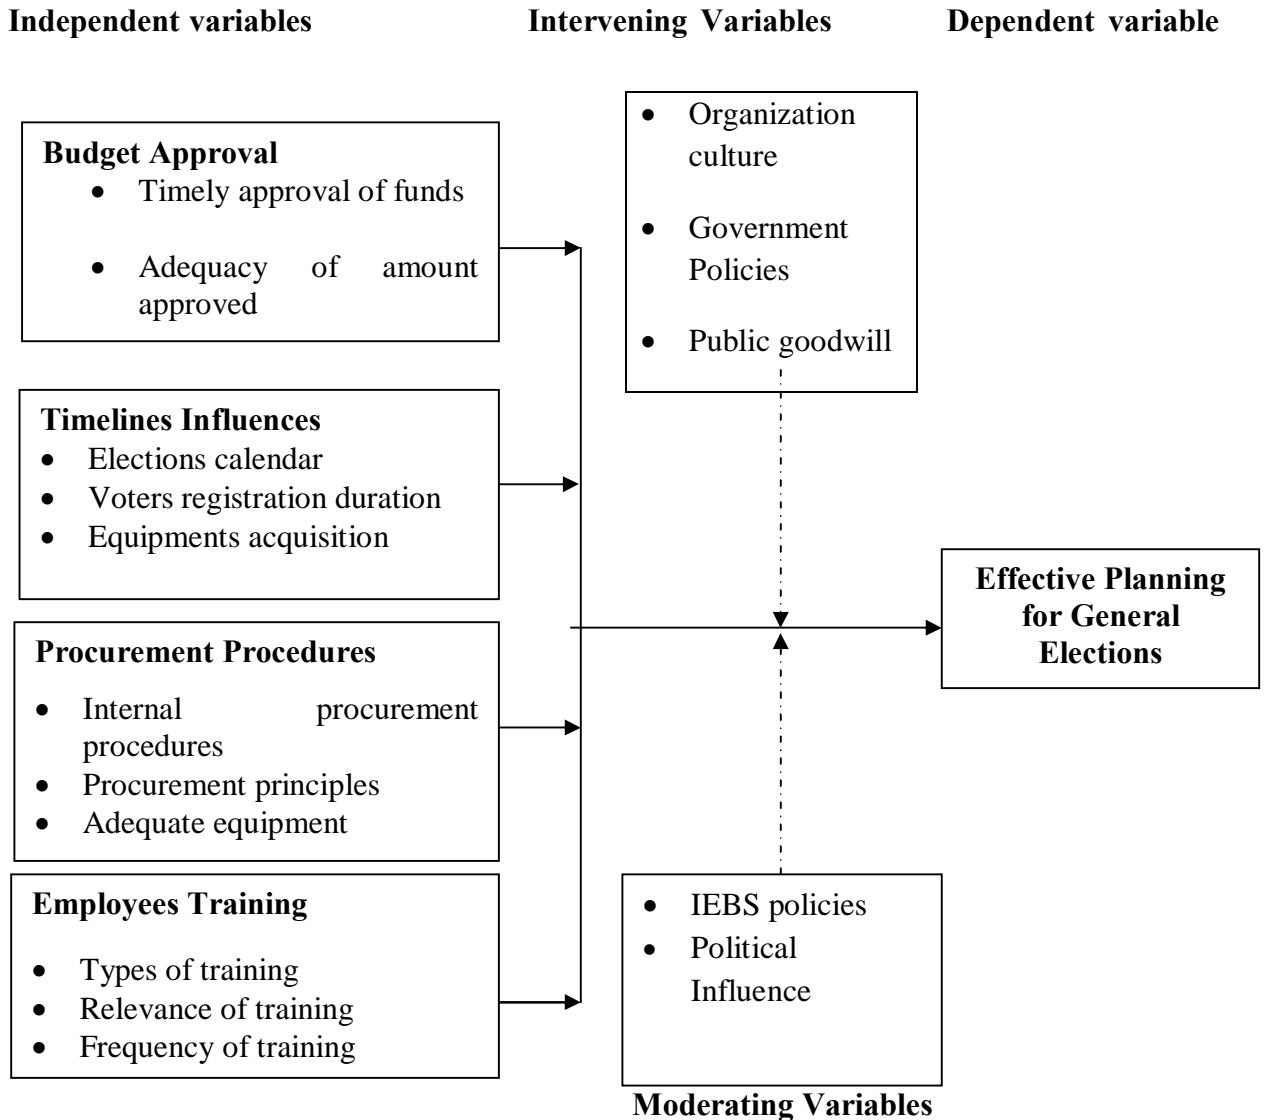 Independent variables
Intervening Variables
Dependent variable
Budget Approval
• Timely approval of funds
• Adequacy of amount
approved
Timelines Influences
• Elections calendar
• Voters registration duration
• Equipments acquisition
Procurement Procedures
• Internal procurement
procedures
• Procurement principles
• Adequate equipment
Employees Training
• Types of training
• Relevance of training
• Frequency of training
• Organization
culture
• Government
Policies
• Public goodwill
• IEBS policies
• Political
Influence
Moderating Variables
Effective Planning
for General
Elections